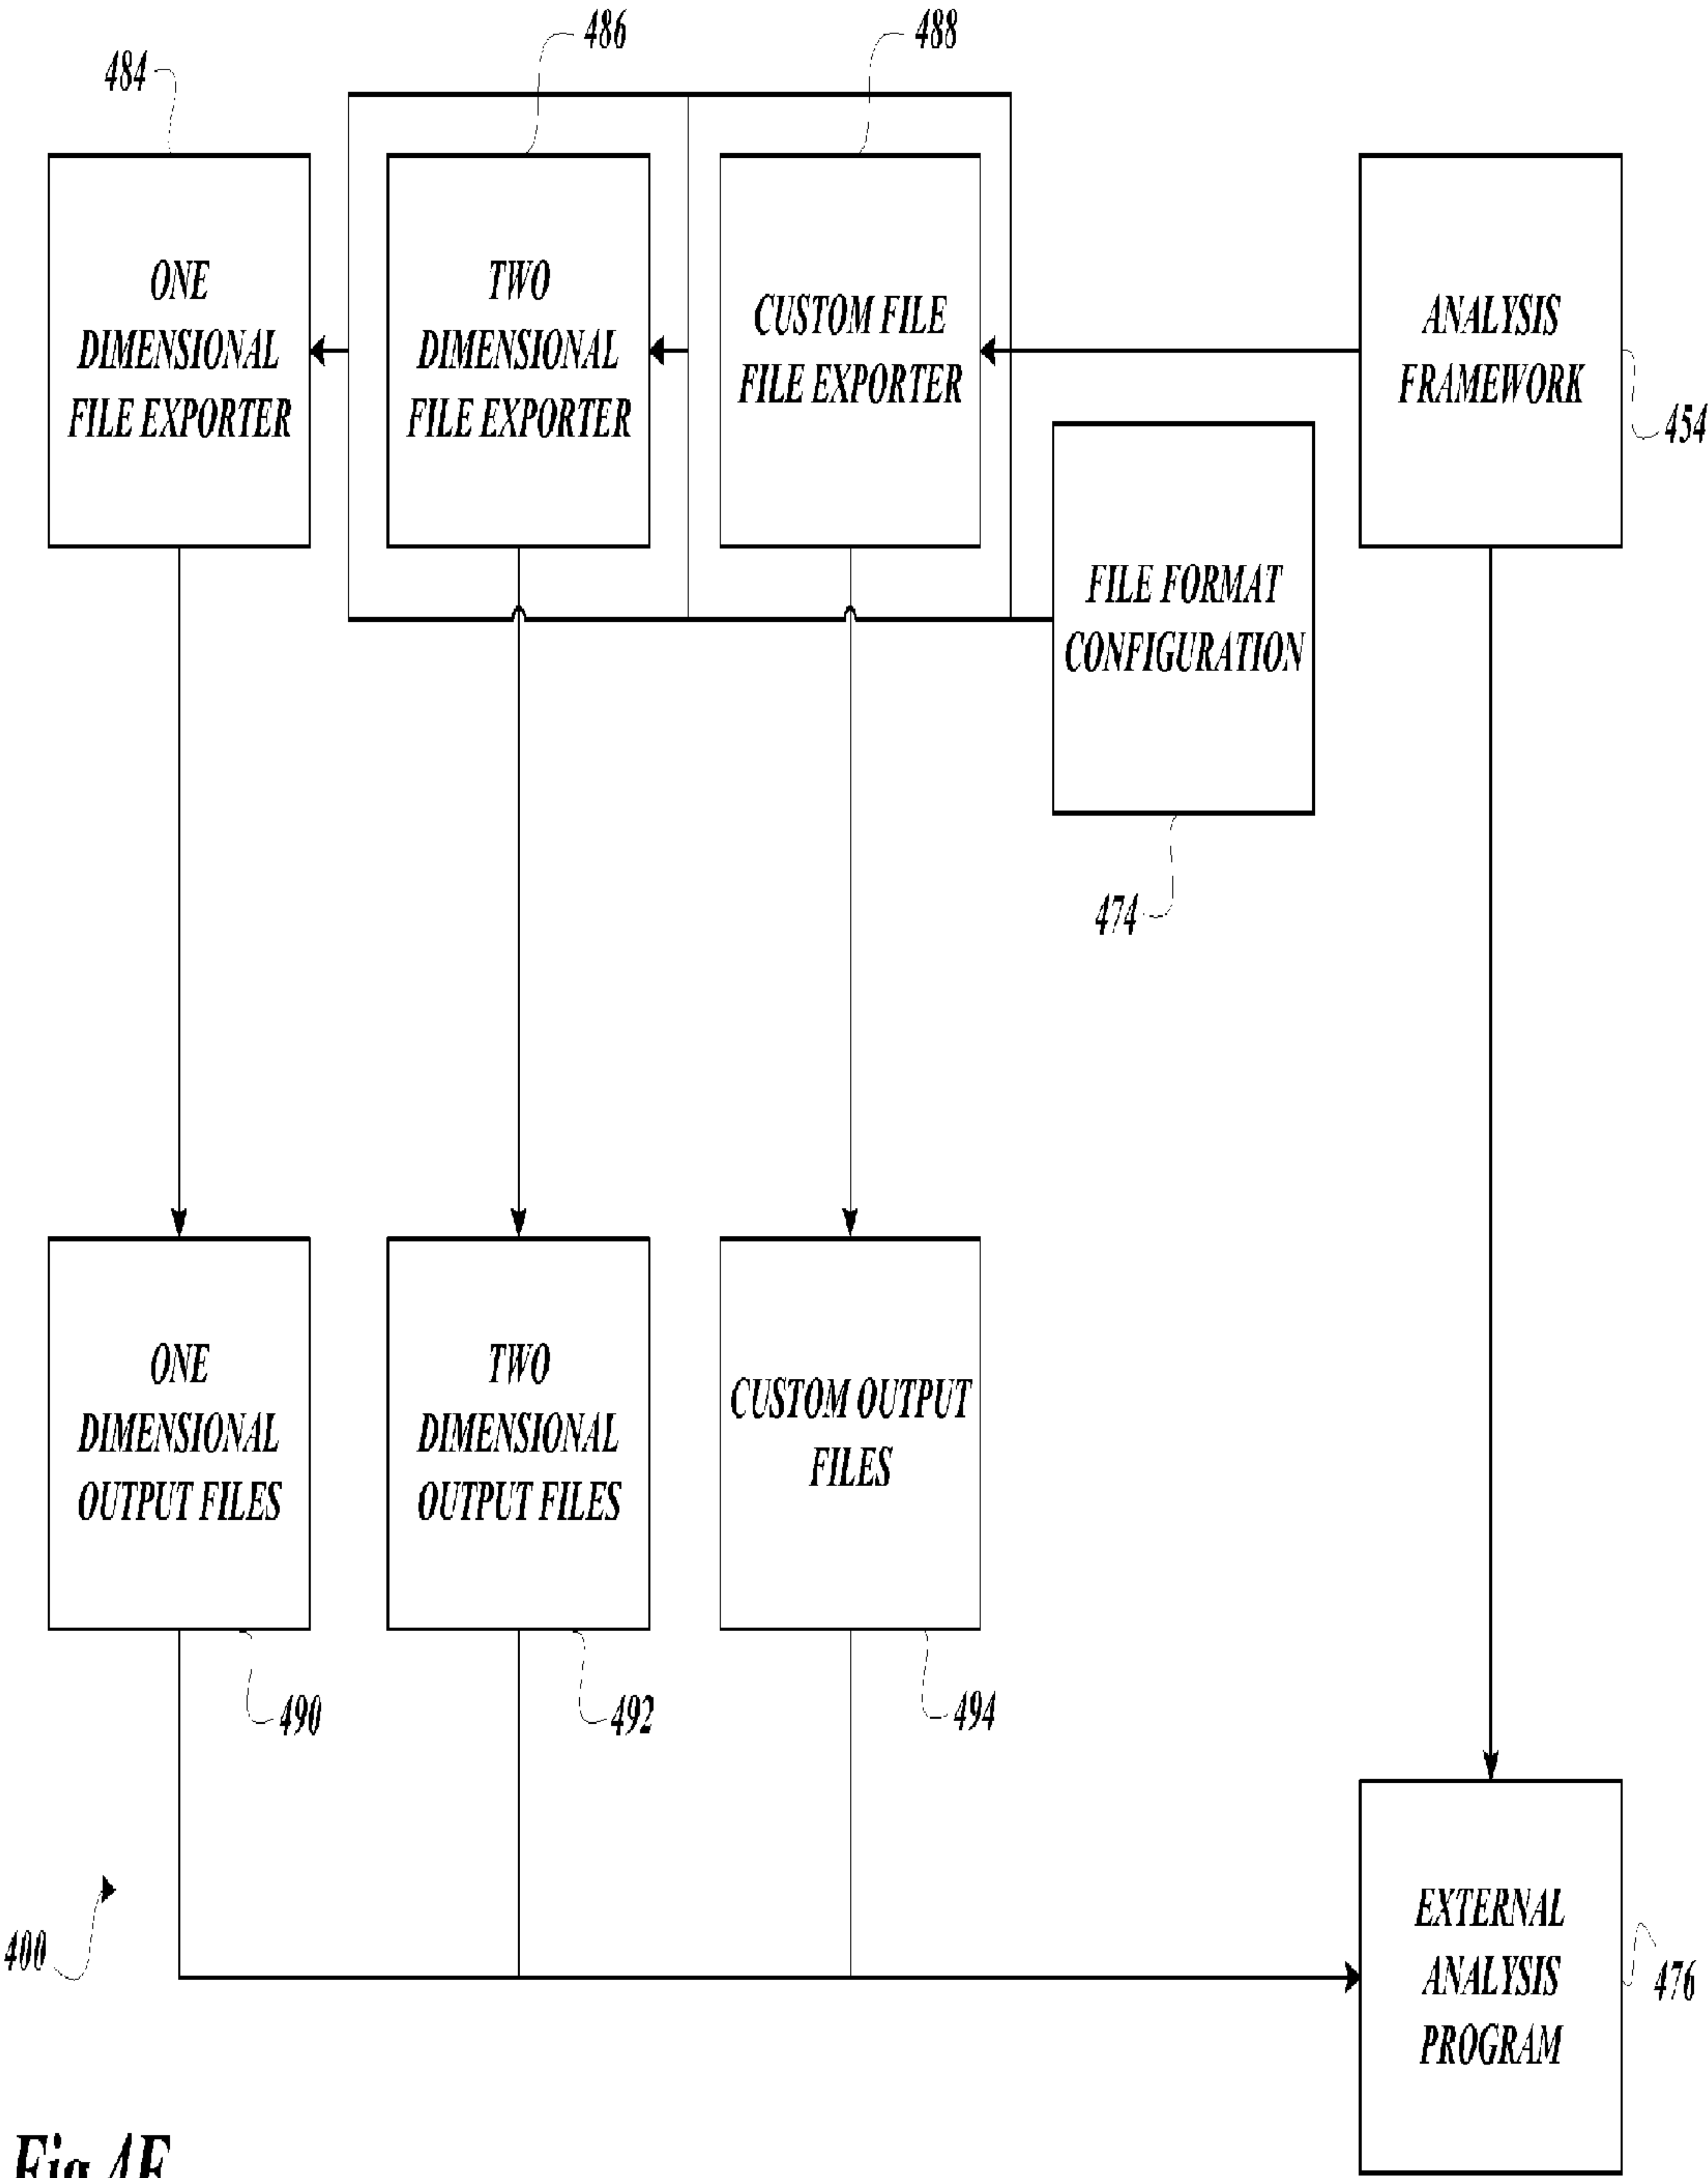 486
488
484
ONE
DIMENSIONAL
FILE EXPORTER
TWO
DIMENSIONAL
FILE EXPORTER
CUSTOM FILE
FILE EXPORTER
ANALYSIS
FRAMEWORK
454
FILE FORMAT
CONFIGURATION
474
ONE
DIMENSIONAL
OUTPUT FILES
TWO
DIMENSIONAL
OUTPUT FILES
CUSTOM OUTPUT
FILES
490
492
494
400
EXTERNAL
ANALYSIS
PROGRAM
476